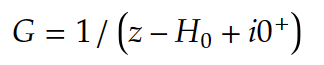 G = 1 / (z – H₀ + i0⁺)